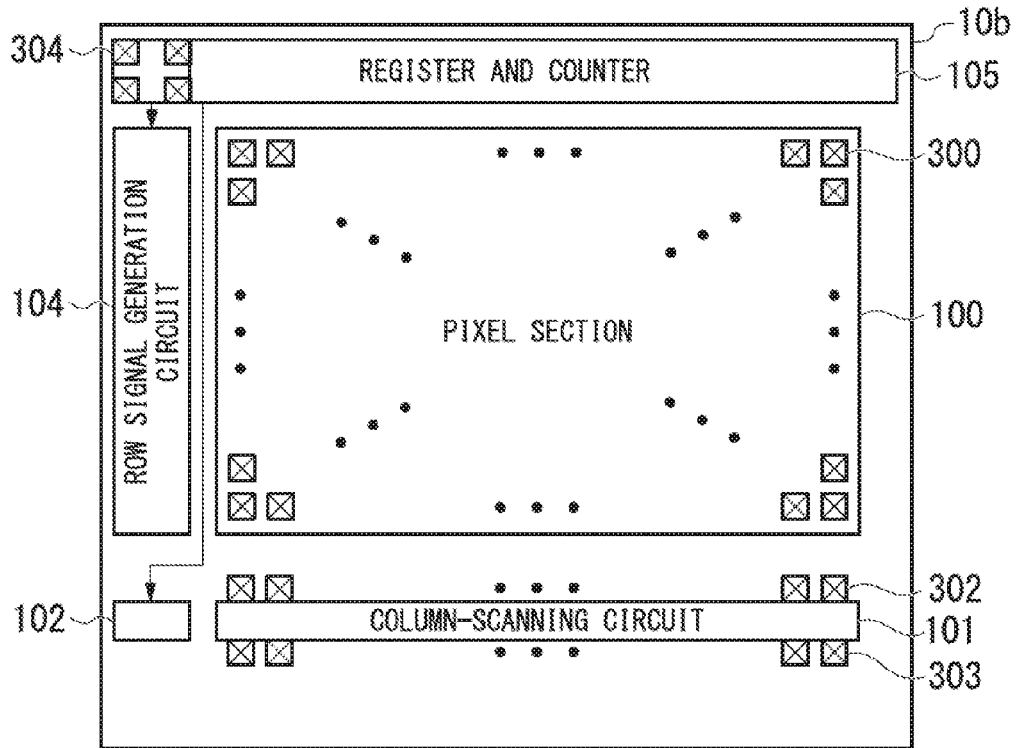 10b
304
REGISTER AND COUNTER
105
300
ROW SIGNAL GENERATION
CIRCUIT
104
PIXEL SECTION
100
302
102
COLUMN-SCANNING CIRCUIT
101
303